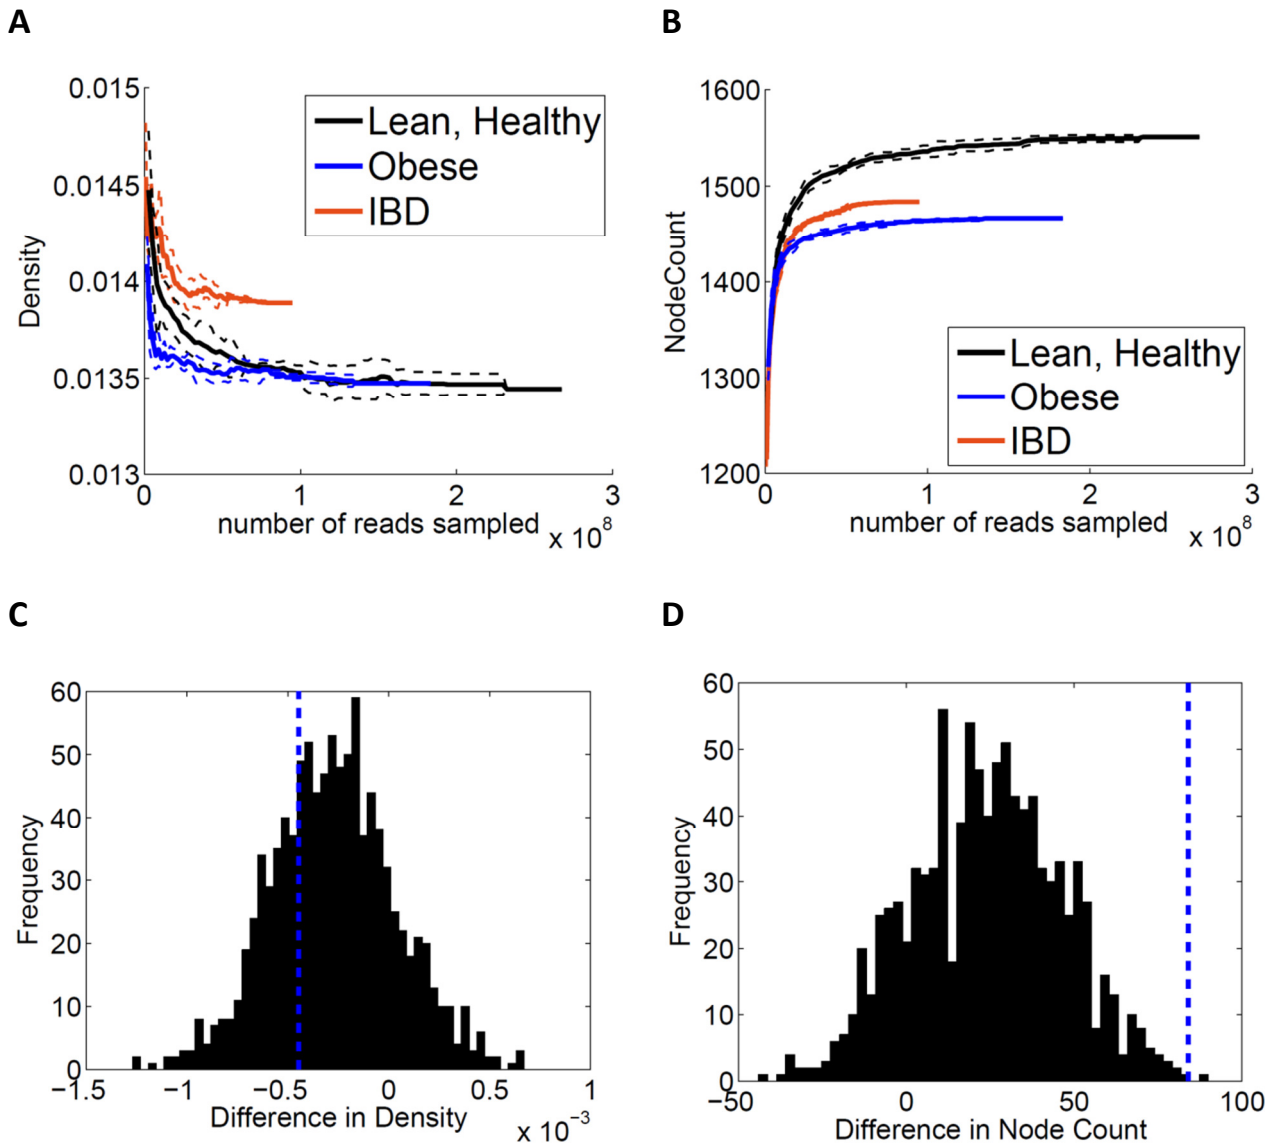 A
0.015
0.0145
0.014
0.0135
0.013
Density
Lean, Healthy
Obese
IBD
0 1 2 3
number of reads sampled
x 10^8
B
1600
1500
1400
1300
1200
NodeCount
Lean, Healthy
Obese
IBD
0 1 2 3
number of reads sampled
x 10^8
C
60
50
40
30
20
10
0
Frequency
−1.5 −1 −0.5 0 0.5 1
Difference in Density
x 10^−3
D
60
50
40
30
20
10
0
Frequency
−50 0 50 100
Difference in Node Count